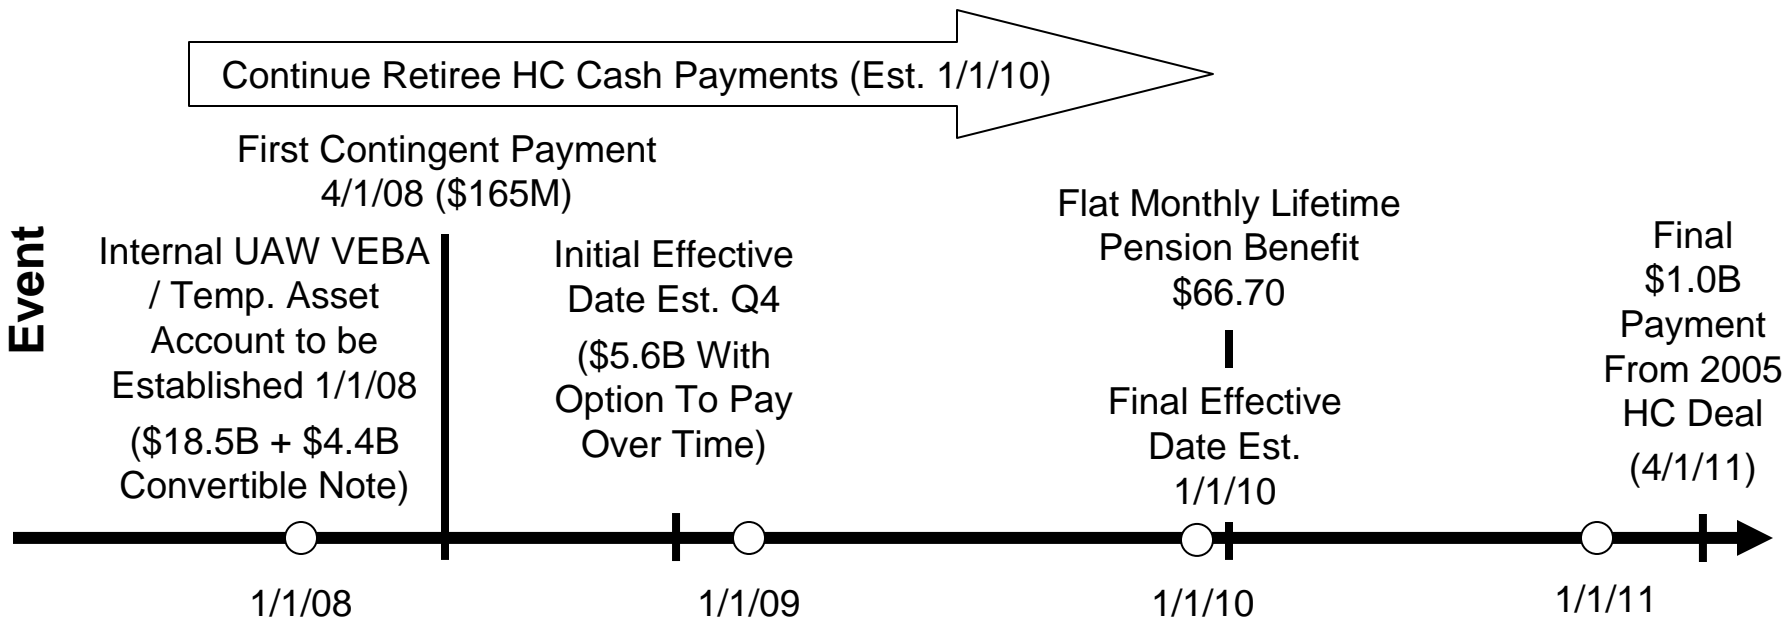 Continue Retiree HC Cash Payments (Est. 1/1/10)
First Contingent Payment
4/1/08 ($165M)
Event
Internal UAW VEBA
/ Temp. Asset
Account to be
Established 1/1/08
($18.5B + $4.4B
Convertible Note)
Initial Effective
Date Est. Q4
($5.6B With
Option To Pay
Over Time)
Flat Monthly Lifetime
Pension Benefit
$66.70
Final Effective
Date Est.
1/1/10
Final
$1.0B
Payment
From 2005
HC Deal
(4/1/11)
1/1/08
1/1/09
1/1/10
1/1/11